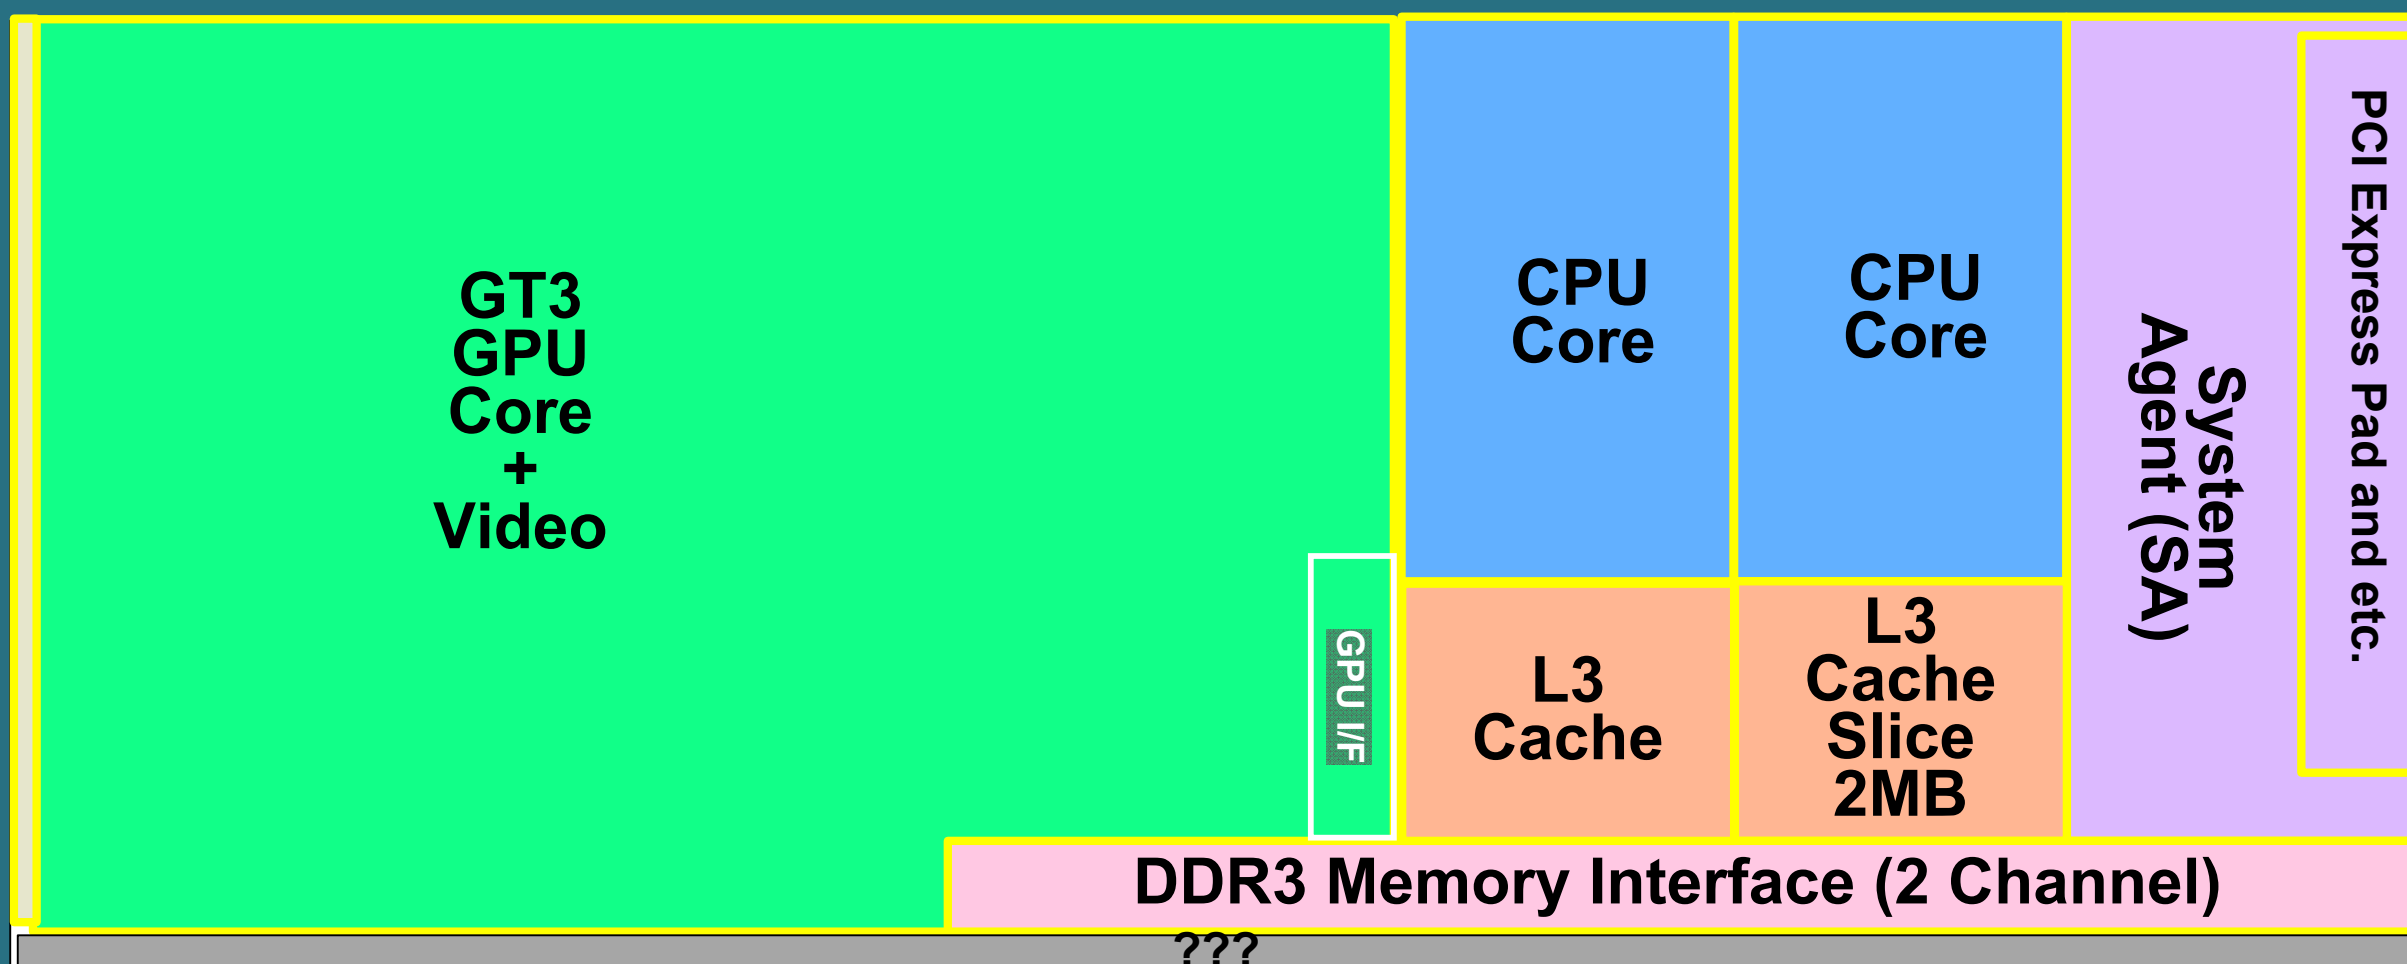 GT3
GPU
Core
+
Video
GPU I/F
CPU
Core
CPU
Core
L3
Cache
L3
Cache
Slice
2MB
System
Agent (SA)
PCI Express Pad and etc.
DDR3 Memory Interface (2 Channel)
???